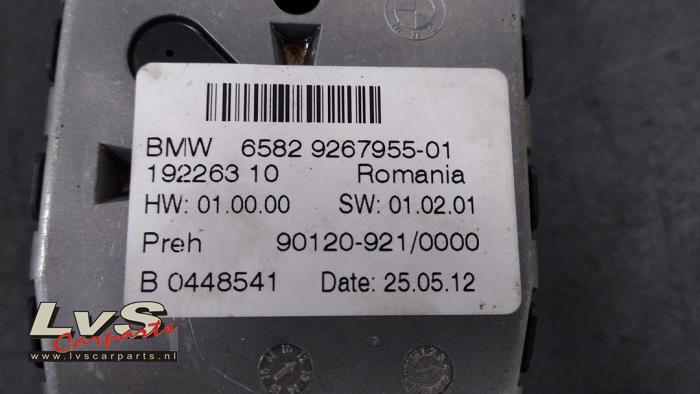 BMW 6582 9267955-01
192263 10 Romania
HW: 01.00.00 SW: 01.02.01
Preh 90120-921/0000
B 0448541 Date: 25.05.12
LvS
Carparts
www.lvscarparts.nl